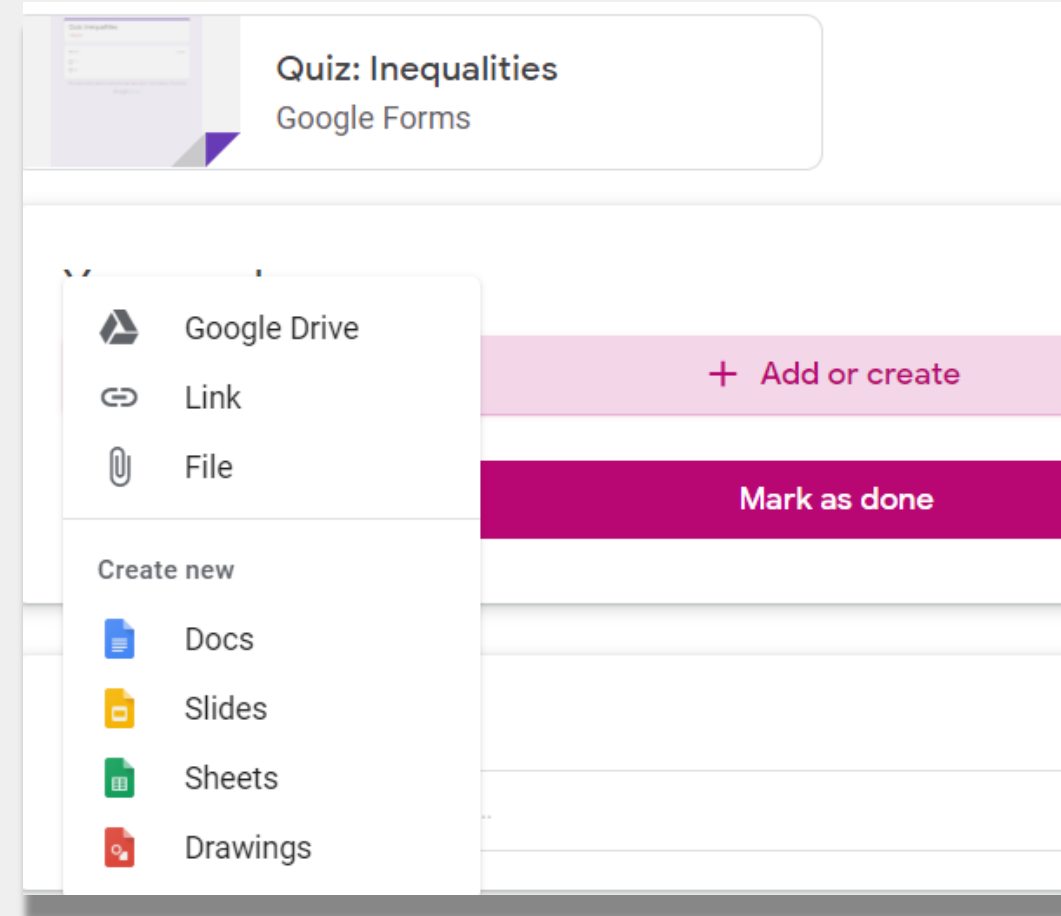 Quiz: Inequalities
Google Forms
Google Drive
Link
File
+ Add or create
Mark as done
Create new
Docs
Slides
Sheets
Drawings